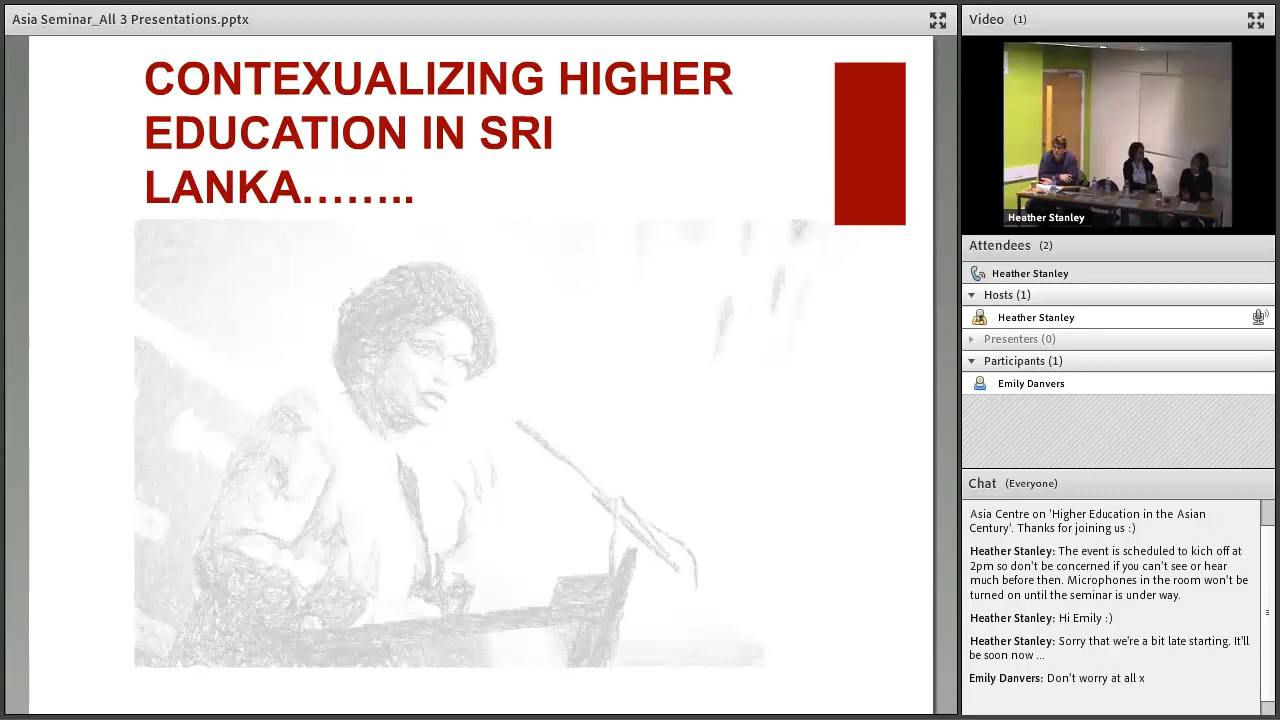 Asia Seminar_All 3 Presentations.pptx
CONTEXUALIZING HIGHER
EDUCATION IN SRI
LANKA........
Video (1)
Heather Stanley
Attendees (2)
Heather Stanley
Hosts (1)
Heather Stanley
Presenters (0)
Participants (1)
Emily Danvers
Chat (Everyone)
Asia Centre on 'Higher Education in the Asian
Century'. Thanks for joining us :)
Heather Stanley: The event is scheduled to kick off at
2pm so don't be concerned if you can't see or hear
much before then. Microphones in the room won't be
turned on until the seminar is under way.
Heather Stanley: Hi Emily :)
Heather Stanley: Sorry that we're a bit late starting. It'll
be soon now ...
Emily Danvers: Don't worry at all x